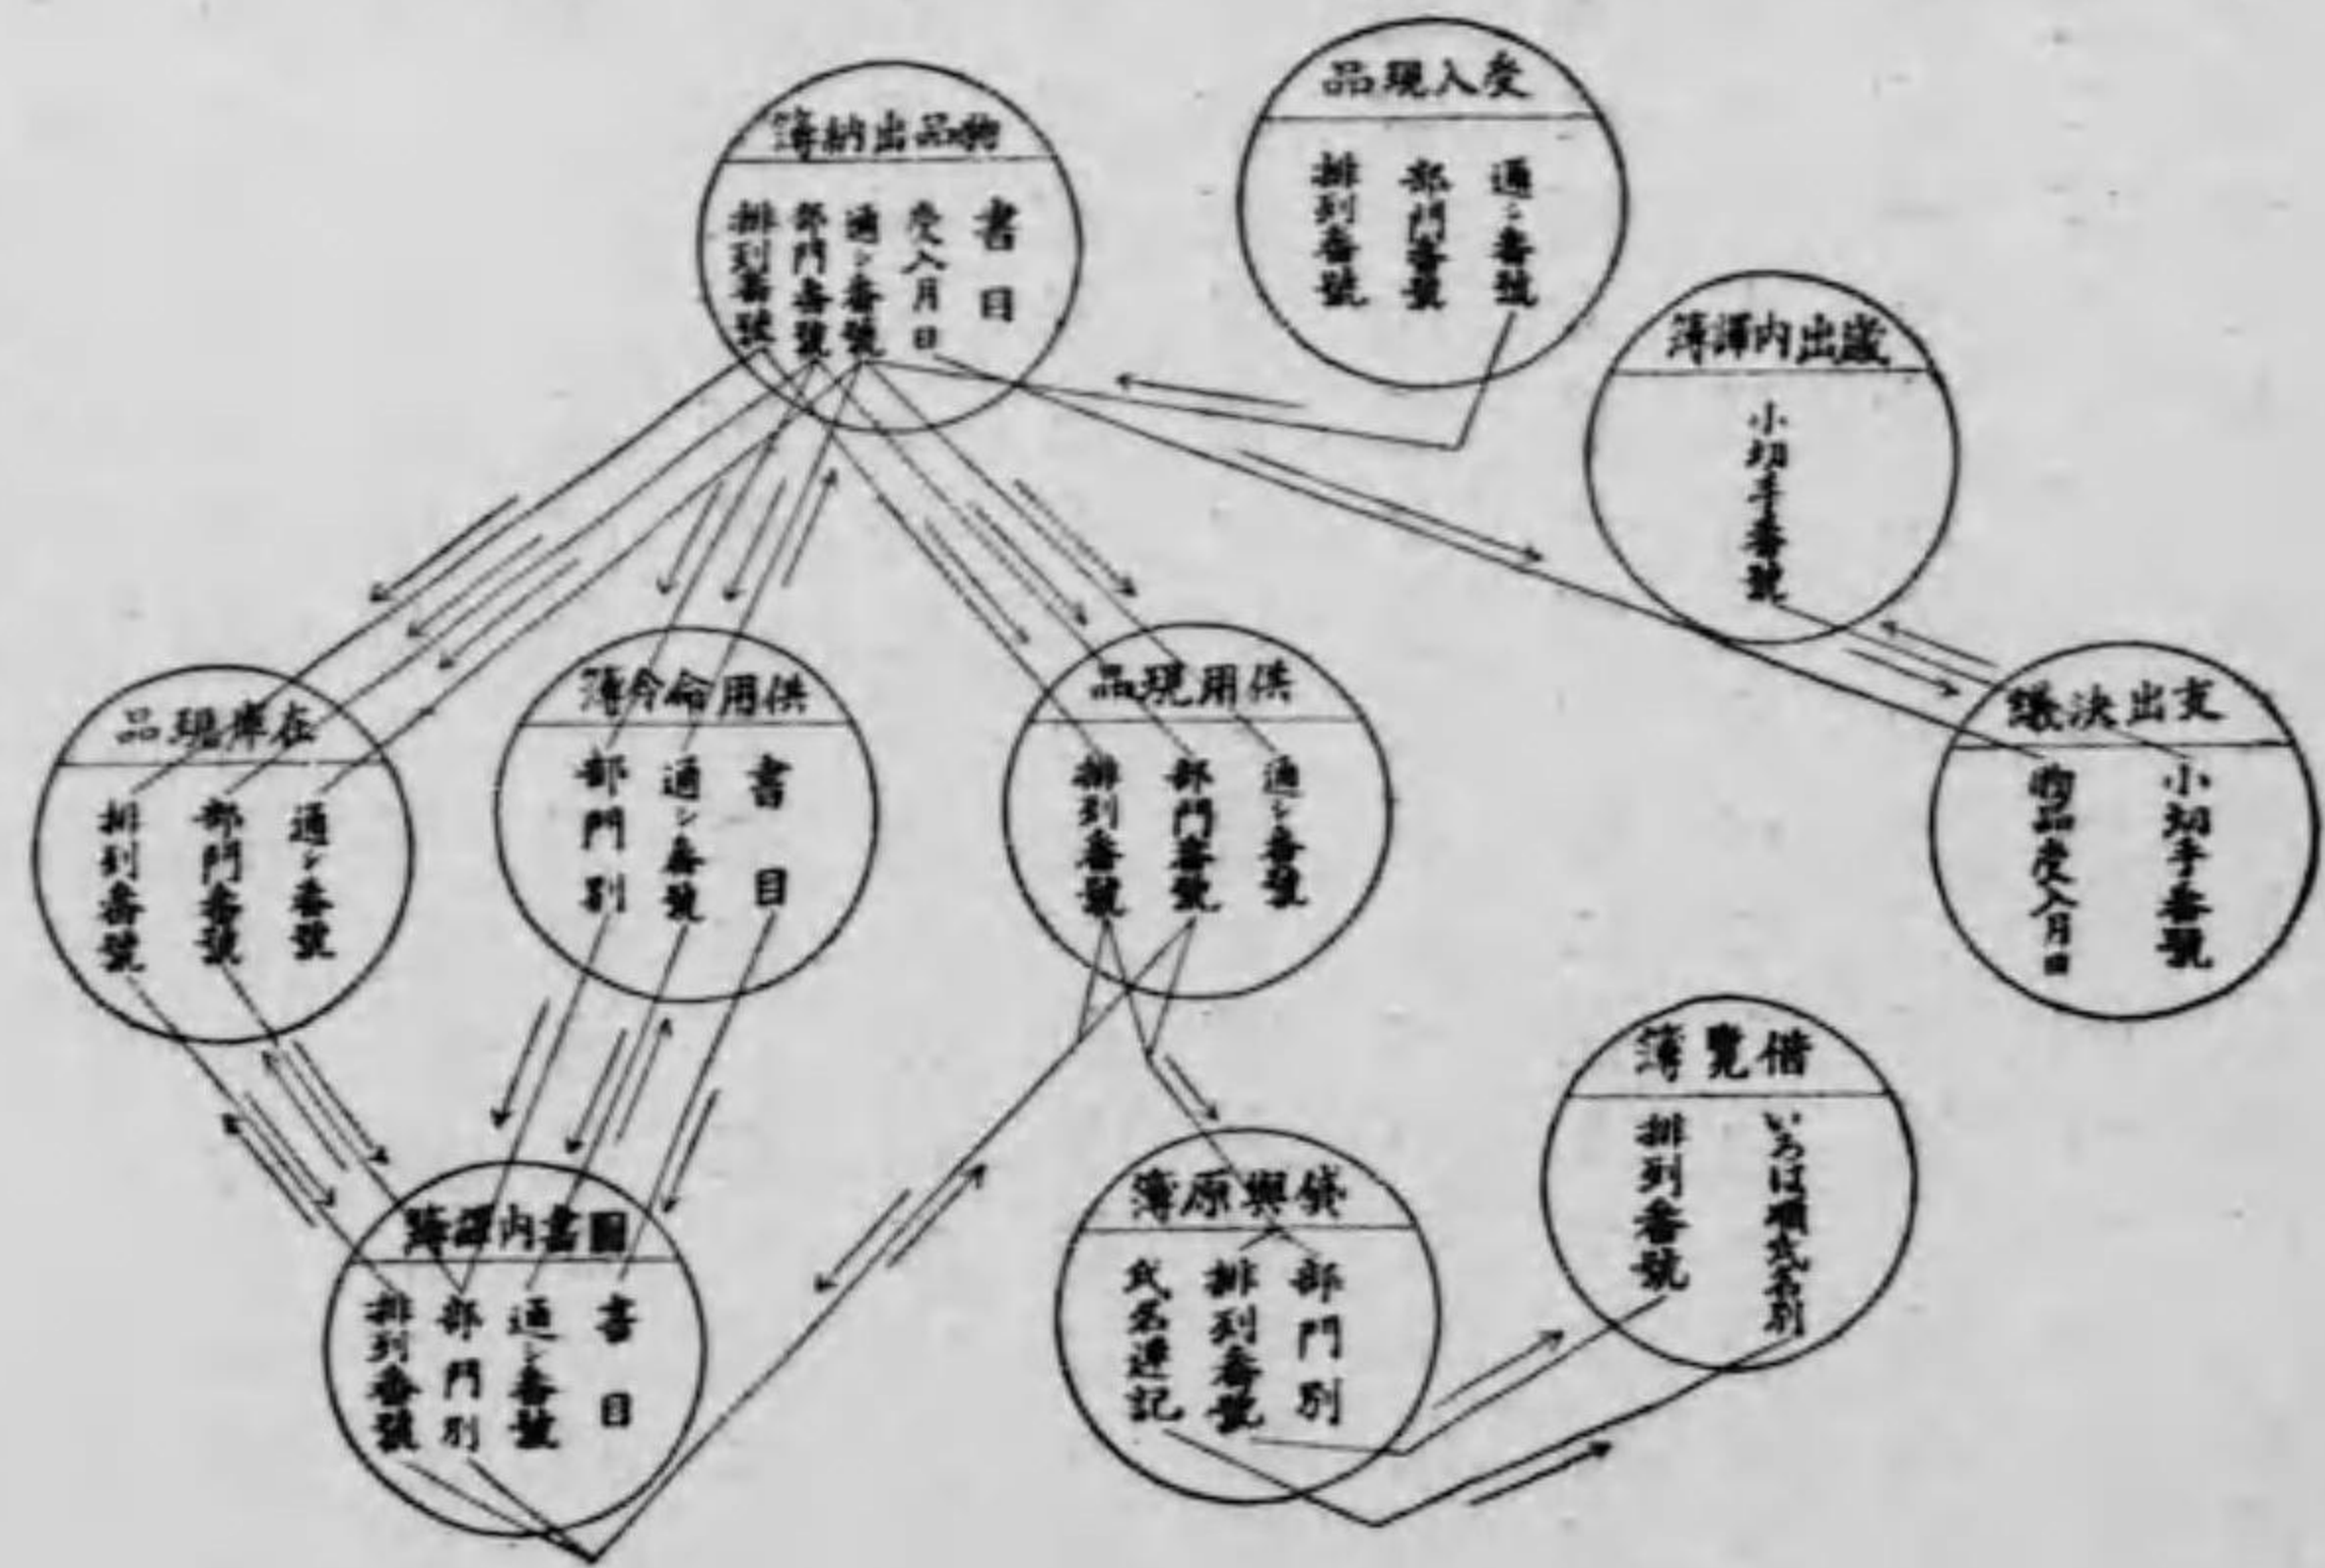 受入現品
通シ番號
部門番號
排列番號
物品出納簿
書目
受入月日
通シ番號
部門番號
排列番號
歳出内譯簿
小切手番號
支出決議
小切手番號
物品受入月日
供用現品
通シ番號
部門番號
排列番號
供用命令簿
書目
通シ番號
部門別
在庫現品
通シ番號
部門番號
排列番號
借覽簿
いろは順氏名別
排列番號
貸與原簿
部門別
排列番號
氏名連記
圖書内譯簿
書目
通シ番號
部門別
排列番號